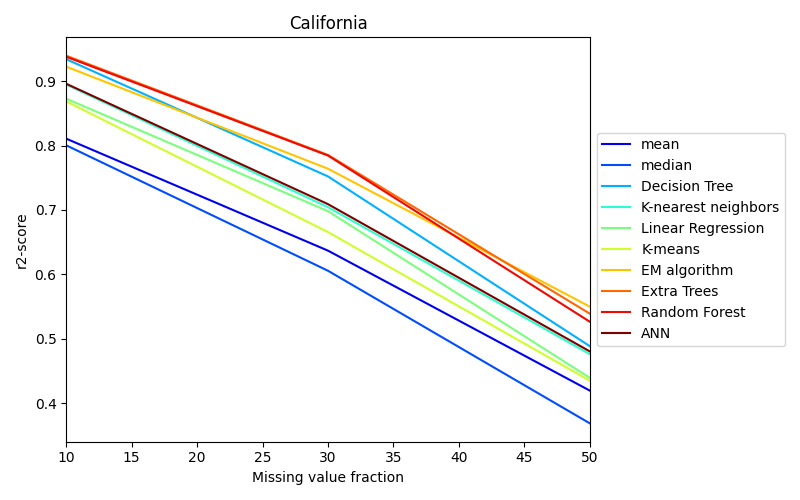 California
r2-score
0.9
0.8
0.7
0.6
0.5
0.4
10 15 20 25 30 35 40 45 50
Missing value fraction
mean
median
Decision Tree
K-nearest neighbors
Linear Regression
K-means
EM algorithm
Extra Trees
Random Forest
ANN